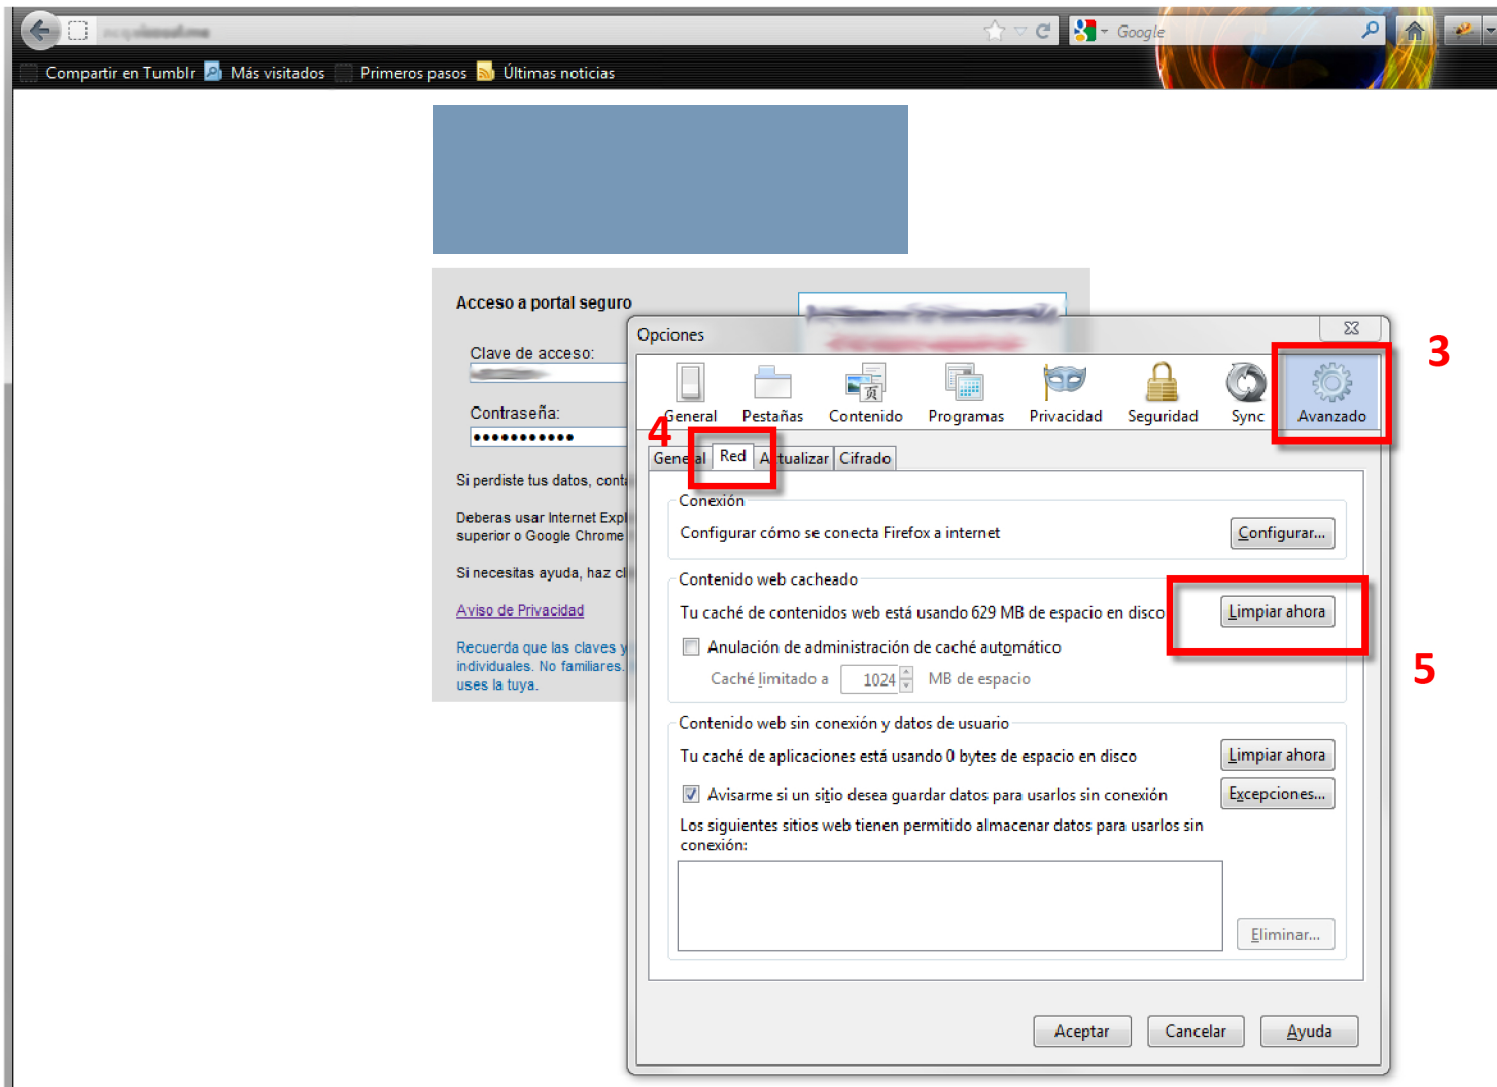 Google
Compartir en Tumblr Más visitados Primeros pasos Últimas noticias
Acceso a portal seguro
Clave de acceso:
Contraseña:
Si perdiste tus datos, conta
Deberas usar Internet Expl
superior o Google Chrome
Si necesitas ayuda, haz cl
Aviso de Privacidad
Recuerda que las claves y
individuales. No familiares.
uses la tuya.
Opciones
3
General Pestañas Contenido Programas Privacidad Seguridad Sync Avanzado
4
General Red Actualizar Cifrado
Conexión
Configurar cómo se conecta Firefox a internet Configurar...
Contenido web cacheado
Tu caché de contenidos web está usando 629 MB de espacio en disco Limpiar ahora
Anulación de administración de caché automático
Caché limitado a 1024 MB de espacio
5
Contenido web sin conexión y datos de usuario
Tu caché de aplicaciones está usando 0 bytes de espacio en disco Limpiar ahora
Avisarme si un sitio desea guardar datos para usarlos sin conexión Excepciones...
Los siguientes sitios web tienen permitido almacenar datos para usarlos sin
conexión:
Eliminar...
Aceptar Cancelar Ayuda